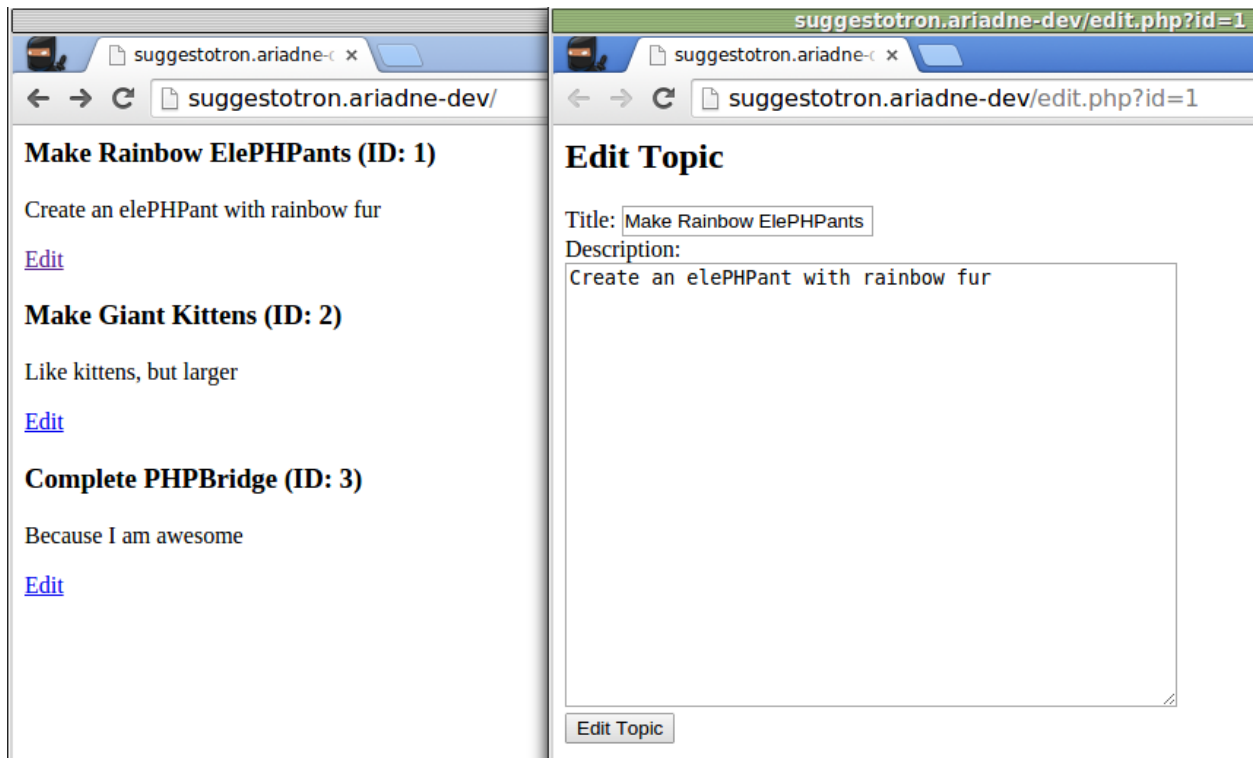 suggestotron.ariadne-
suggestotron.ariadne-dev/
Make Rainbow ElePHPants (ID: 1)
Create an elePHPant with rainbow fur
Edit
Make Giant Kittens (ID: 2)
Like kittens, but larger
Edit
Complete PHPBridge (ID: 3)
Because I am awesome
Edit
suggestotron.ariadne-dev/edit.php?id=1
suggestotron.ariadne-
suggestotron.ariadne-dev/edit.php?id=1
Edit Topic
Title: Make Rainbow ElePHPants
Description:
Create an elePHPant with rainbow fur
Edit Topic